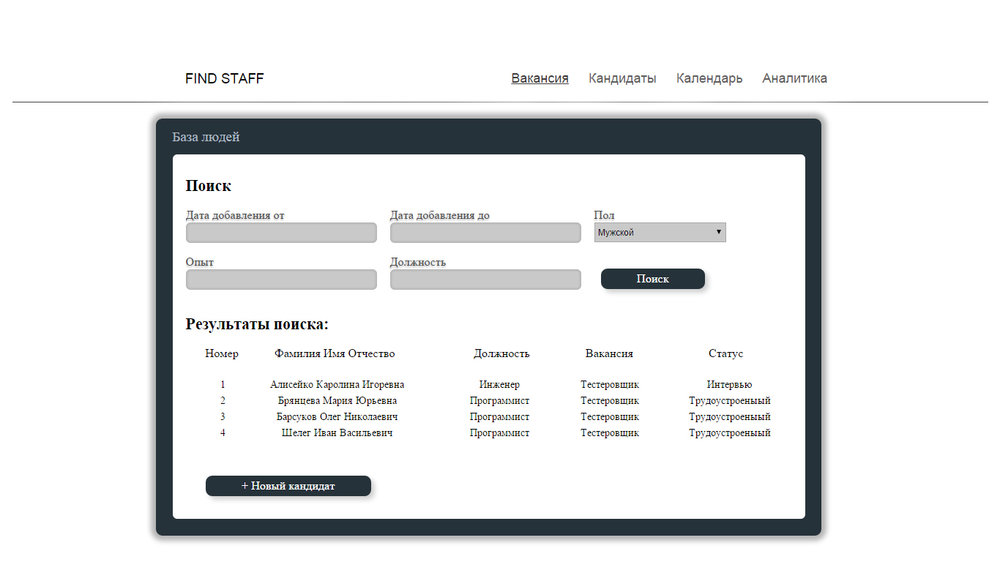 FIND STAFF Вакансия Кандидаты Календарь Аналитика
База людей
Поиск
Дата добавления от Дата добавления до Пол
Мужской
Опыт Должность
Поиск
Результаты поиска:
Номер Фамилия Имя Отчество Должность Вакансия Статус
1 Алисейко Каролина Игоревна Инженер Тестеровщик Интервью
2 Брянцева Мария Юрьевна Программист Тестеровщик Трудоустроеныый
3 Барсуков Олег Николаевич Программист Тестеровщик Трудоустроеныый
4 Шелег Иван Васильевич Программист Тестеровщик Трудоустроеныый
+ Новый кандидат